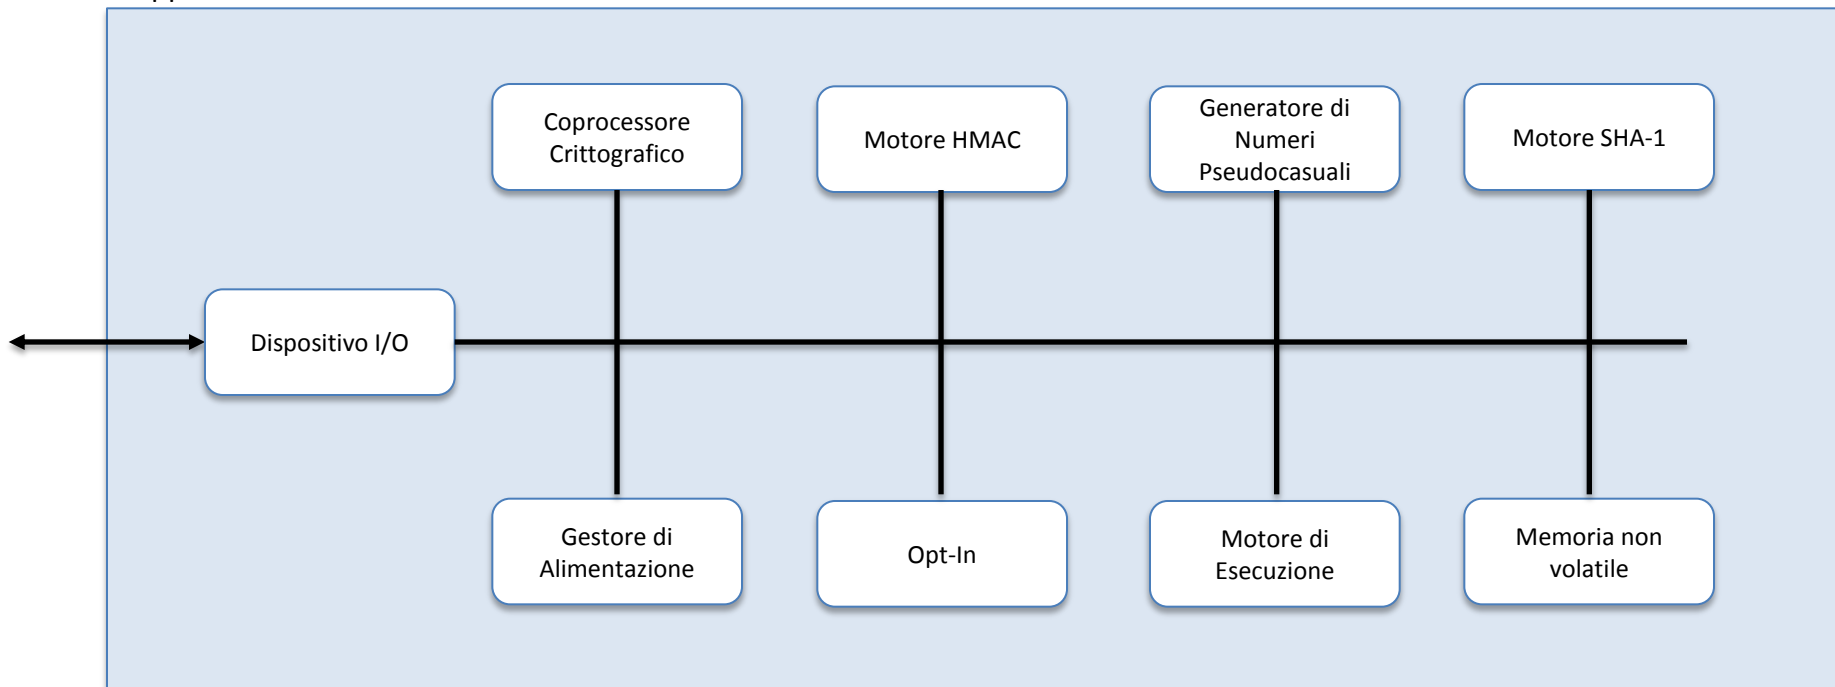 Coprocessore
Crittografico
Motore HMAC
Generatore di
Numeri
Pseudocasuali
Motore SHA-1
Dispositivo I/O
Gestore di
Alimentazione
Opt-In
Motore di
Esecuzione
Memoria non
volatile